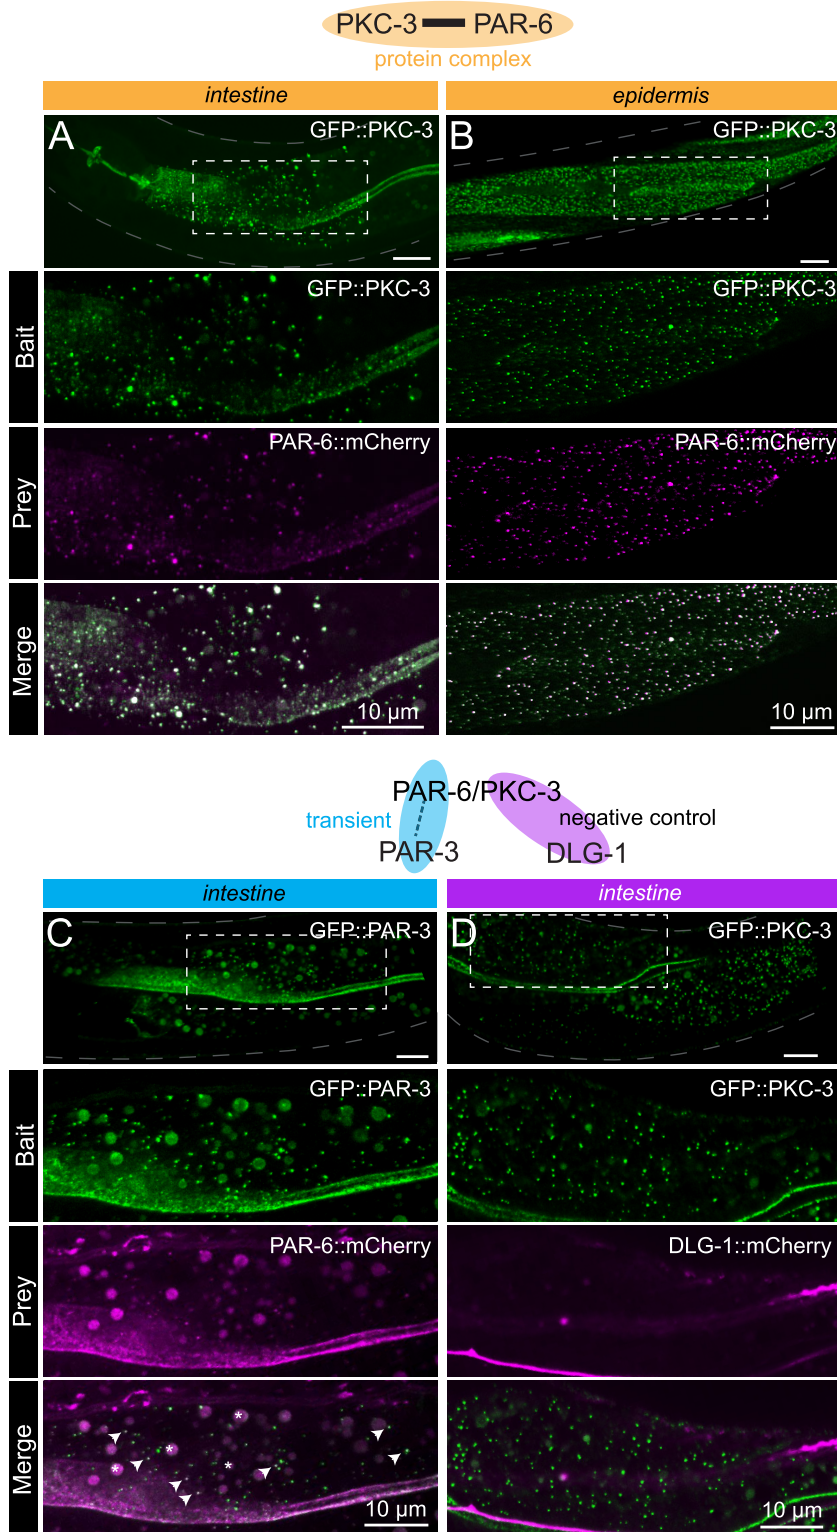 PKC-3 PAR-6
protein complex
intestine
epidermis
A
GFP::PKC-3
B
GFP::PKC-3
Bait
GFP::PKC-3
GFP::PKC-3
Prey
PAR-6::mCherry
PAR-6::mCherry
Merge
10 µm
10 µm
PAR-6/PKC-3
transient
negative control
PAR-3
DLG-1
intestine
intestine
C
GFP::PAR-3
D
GFP::PKC-3
Bait
GFP::PAR-3
GFP::PKC-3
Prey
PAR-6::mCherry
DLG-1::mCherry
Merge
* * * *
10 µm
10 µm